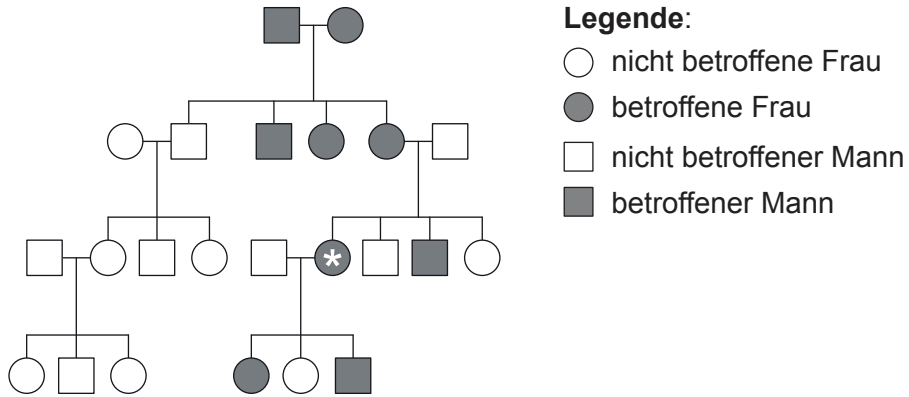 Legende:
nicht betroffene Frau
betroffene Frau
nicht betroffener Mann
betroffener Mann
*